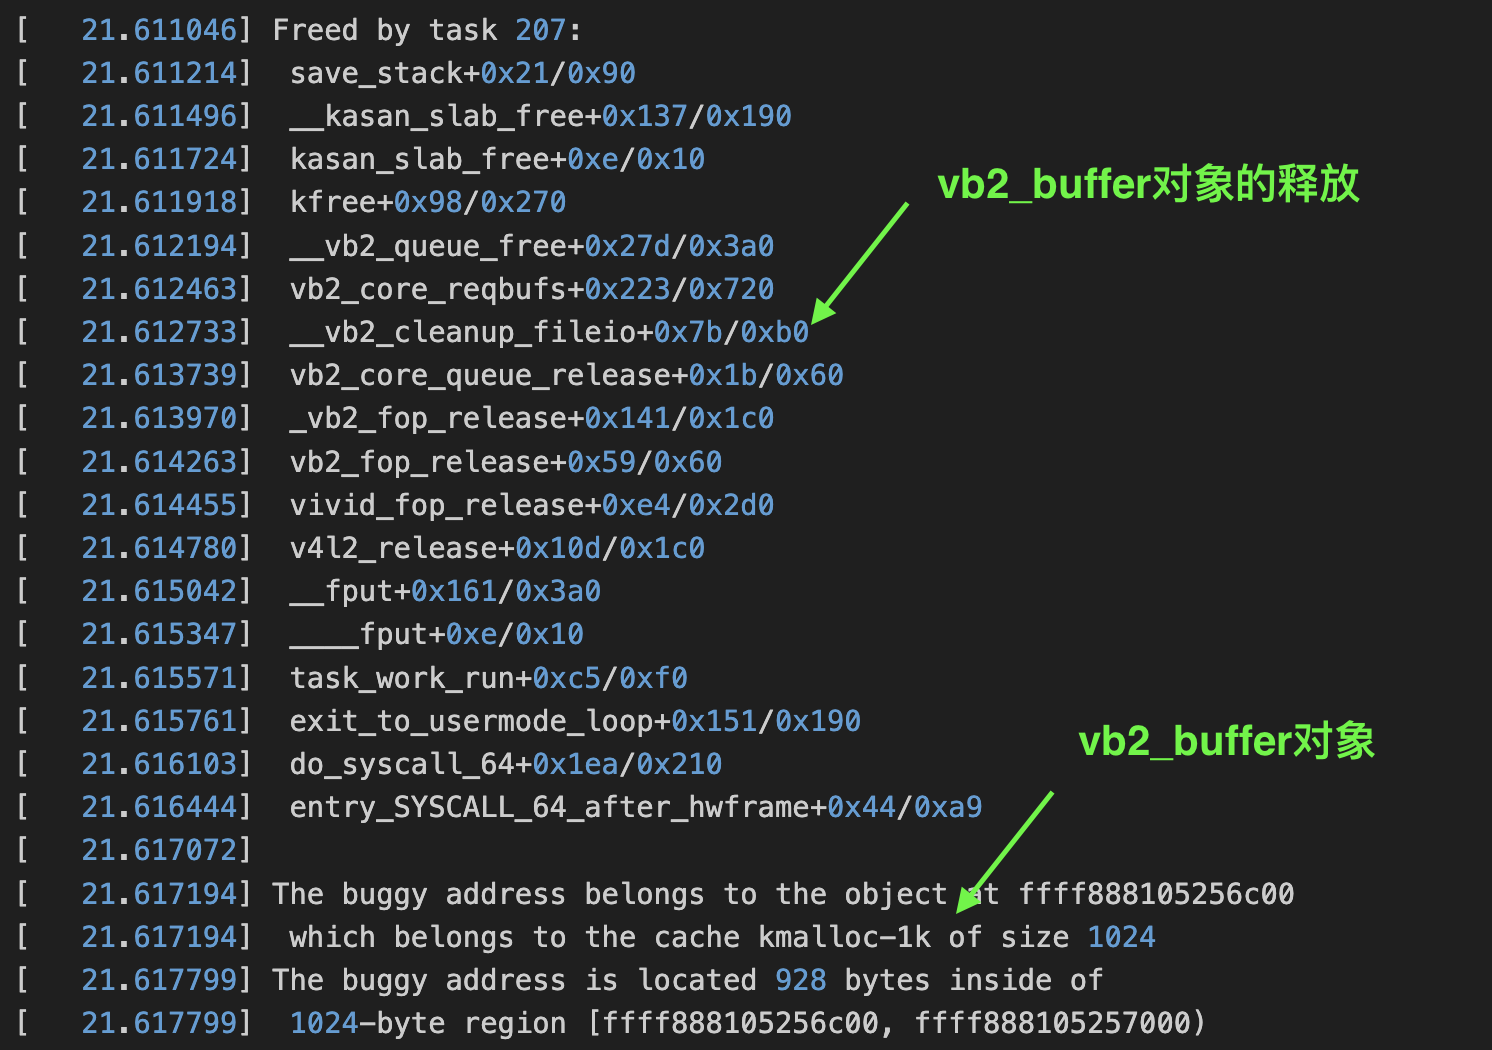 [   21.611046] Freed by task 207:
[   21.611214]  save_stack+0x21/0x90
[   21.611496]  __kasan_slab_free+0x137/0x190
[   21.611724]  kasan_slab_free+0xe/0x10
vb2_buffer对象的释放
[   21.611918]  kfree+0x98/0x270
[   21.612194]  __vb2_queue_free+0x27d/0x3a0
[   21.612463]  vb2_core_reqbufs+0x223/0x720
[   21.612733]  __vb2_cleanup_fileio+0x7b/0xb0
[   21.613739]  vb2_core_queue_release+0x1b/0x60
[   21.613970]  _vb2_fop_release+0x141/0x1c0
[   21.614263]  vb2_fop_release+0x59/0x60
[   21.614455]  vivid_fop_release+0xe4/0x2d0
[   21.614780]  v4l2_release+0x10d/0x1c0
[   21.615042]  __fput+0x161/0x3a0
[   21.615347]  ____fput+0xe/0x10
[   21.615571]  task_work_run+0xc5/0xf0
[   21.615761]  exit_to_usermode_loop+0x151/0x190
vb2_buffer对象
[   21.616103]  do_syscall_64+0x1ea/0x210
[   21.616444]  entry_SYSCALL_64_after_hwframe+0x44/0xa9
[   21.617072]
[   21.617194] The buggy address belongs to the object at ffff888105256c00
[   21.617194]  which belongs to the cache kmalloc-1k of size 1024
[   21.617799] The buggy address is located 928 bytes inside of
[   21.617799]  1024-byte region [ffff888105256c00, ffff888105257000)